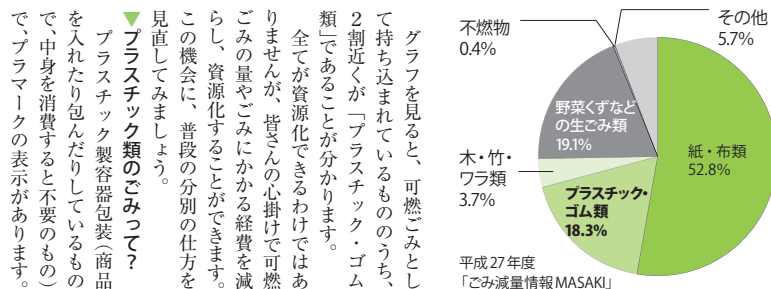 グラフを見ると、可燃ごみとし
て持ち込まれているもののうち、
２割近くが「プラスチック・ゴム
類」であることが分かります。
全てが資源化できるわけではあ
りませんが、皆さんの心掛けで可燃
ごみの量やごみにかかる経費を減
らし、資源化することができます。
この機会に、普段の分別の仕方を
見直してみましょう。
▼プラスチック類のごみって？
プラスチック製容器包装（商品
を入れたり包んだりしているもの
で、中身を消費すると不要のもの）
で、プラマークの表示があります。
その他
5.7%
不燃物
0.4%
野菜くずなど
の生ごみ類
19.1%
紙・布類
52.8%
木・竹・
ワラ類
3.7%
プラスチック・
ゴム類
18.3%
平成27年度
「ごみ減量情報MASAKI」